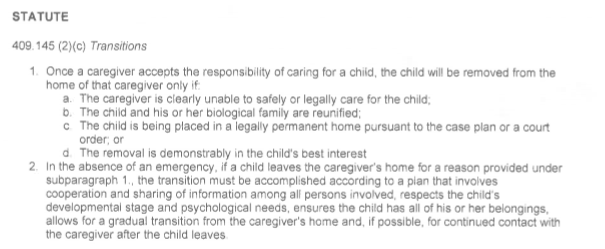 STATUTE
409.145 (2)(c) Transitions
1. Once a caregiver accepts the responsibility of caring for a child, the child will be removed from the
home of that caregiver only if:
a. The caregiver is clearly unable to safely or legally care for the child;
b. The child and his or her biological family are reunified;
c. The child is being placed in a legally permanent home pursuant to the case plan or a court
order; or
d. The removal is demonstrably in the child's best interest
2. In the absence of an emergency, if a child leaves the caregiver's home for a reason provided under
subparagraph 1., the transition must be accomplished according to a plan that involves
cooperation and sharing of information among all persons involved, respects the child's
developmental stage and psychological needs, ensures the child has all of his or her belongings,
allows for a gradual transition from the caregiver's home and, if possible, for continued contact with
the caregiver after the child leaves.